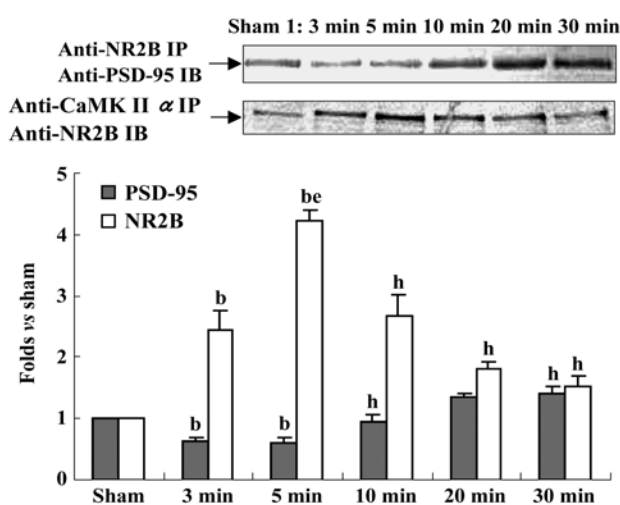 Sham 1: 3 min 5 min 10 min 20 min 30 min
Anti-NR2B IP
Anti-PSD-95 IB
Anti-CaMK II α IP
Anti-NR2B IB
5
4
3
2
1
0
Folds vs sham
PSD-95
NR2B
b
b
b
be
h
h
h
h
h
Sham 3 min 5 min 10 min 20 min 30 min